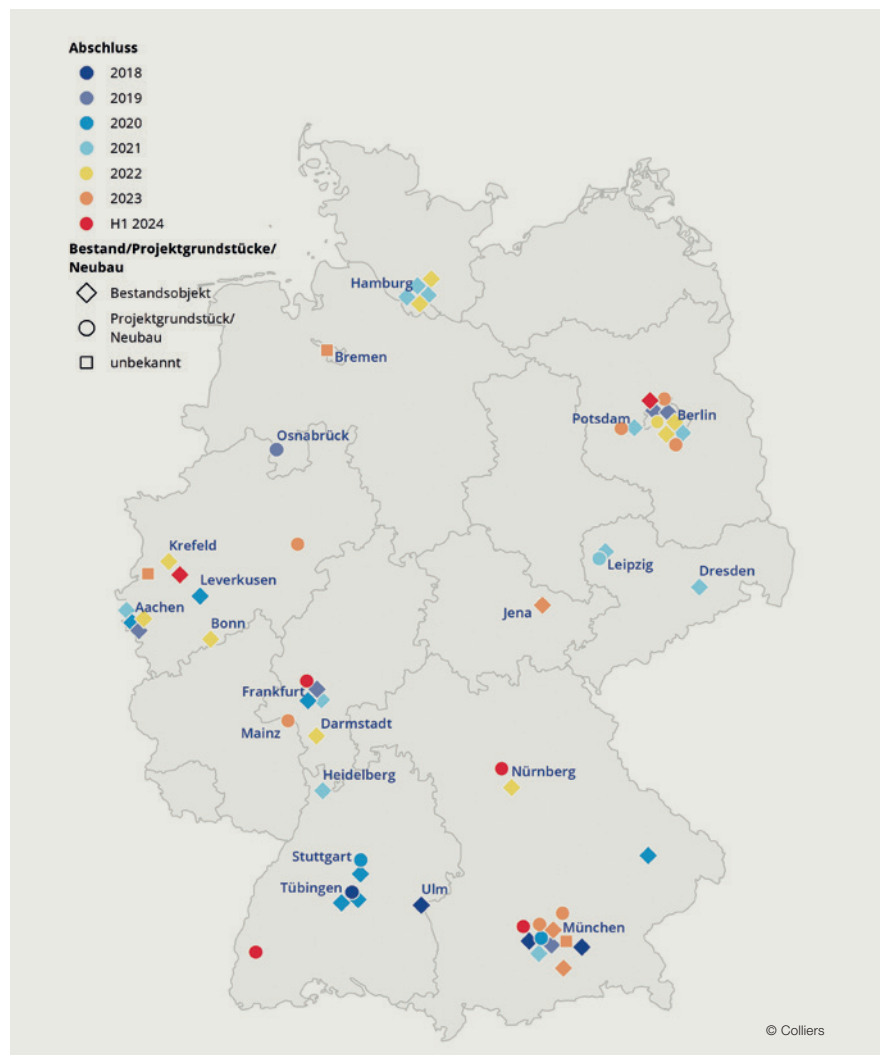 Abschluss
2018
2019
2020
2021
2022
2023
H1 2024
Bestand/Projektgrundstücke/
Neubau
Bestandsobjekt
Projektgrundstück/
Neubau
unbekannt
Hamburg
Bremen
Potsdam
Berlin
Osnabrück
Krefeld
Leverkusen
Leipzig
Dresden
Aachen
Jena
Bonn
Frankfurt
Darmstadt
Mainz
Heidelberg
Nürnberg
Stuttgart
Tübingen
Ulm
München
© Colliers